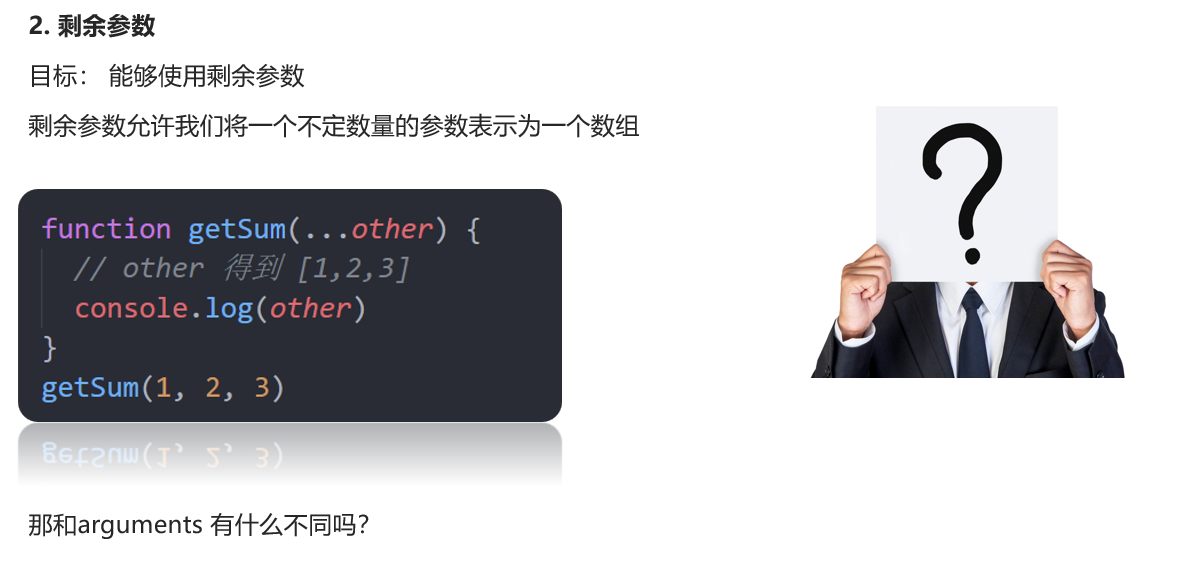 2. 剩余参数
目标： 能够使用剩余参数
剩余参数允许我们将一个不定数量的参数表示为一个数组
function getSum(...other) {
// other 得到 [1,2,3]
console.log(other)
}
getSum(1, 2, 3)
那和arguments 有什么不同吗?
?